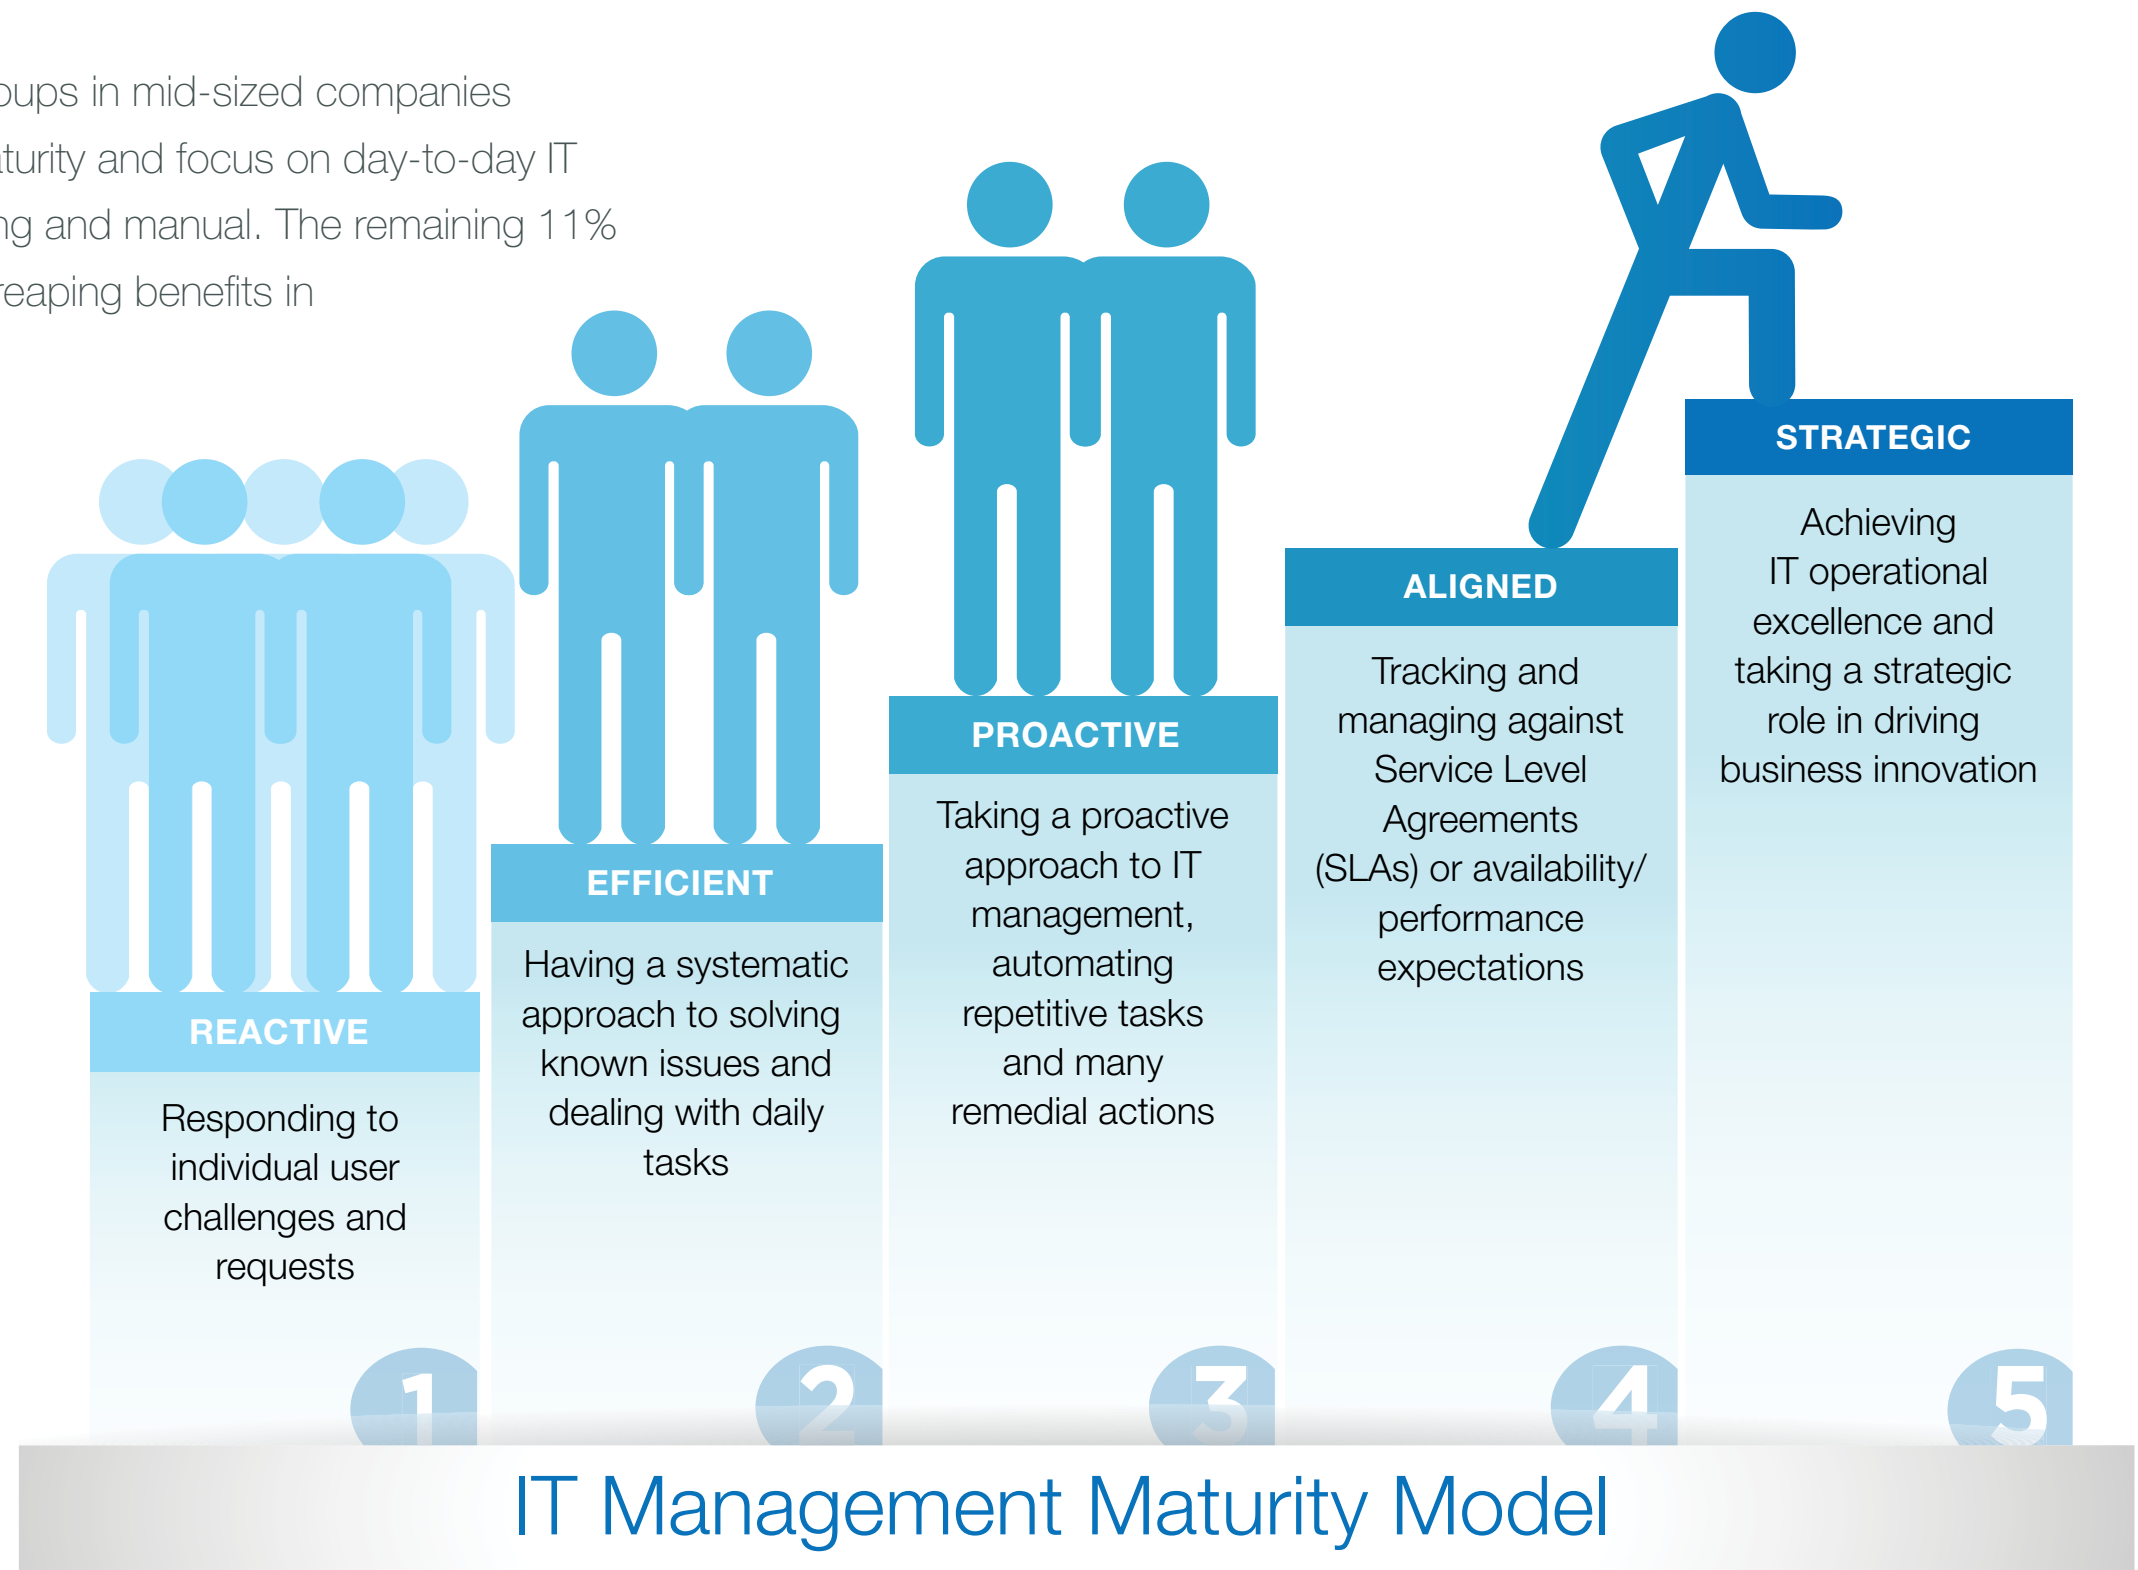 oups in mid-sized companies
aturity and focus on day-to-day IT
ng and manual. The remaining 11%
reaping benefits in
STRATEGIC
Achieving
IT operational
excellence and
taking a strategic
role in driving
business innovation
ALIGNED
Tracking and
managing against
Service Level
Agreements
(SLAs) or availability/
performance
expectations
PROACTIVE
Taking a proactive
approach to IT
management,
automating
repetitive tasks
and many
remedial actions
EFFICIENT
Having a systematic
approach to solving
known issues and
dealing with daily
tasks
REACTIVE
Responding to
individual user
challenges and
requests
1
2
3
4
5
IT Management Maturity Model